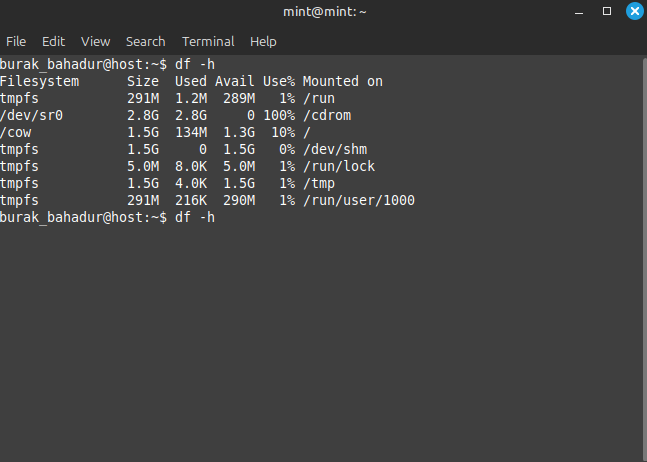 mint@mint: ~
File Edit View Search Terminal Help
burak_bahadur@host:~$ df -h
Filesystem      Size  Used Avail Use% Mounted on
tmpfs           291M  1.2M  289M   1% /run
/dev/sr0        2.8G  2.8G     0 100% /cdrom
/cow            1.5G  134M  1.3G  10% /
tmpfs           1.5G     0  1.5G   0% /dev/shm
tmpfs           5.0M  8.0K  5.0M   1% /run/lock
tmpfs           1.5G  4.0K  1.5G   1% /tmp
tmpfs           291M  216K  290M   1% /run/user/1000
burak_bahadur@host:~$ df -h